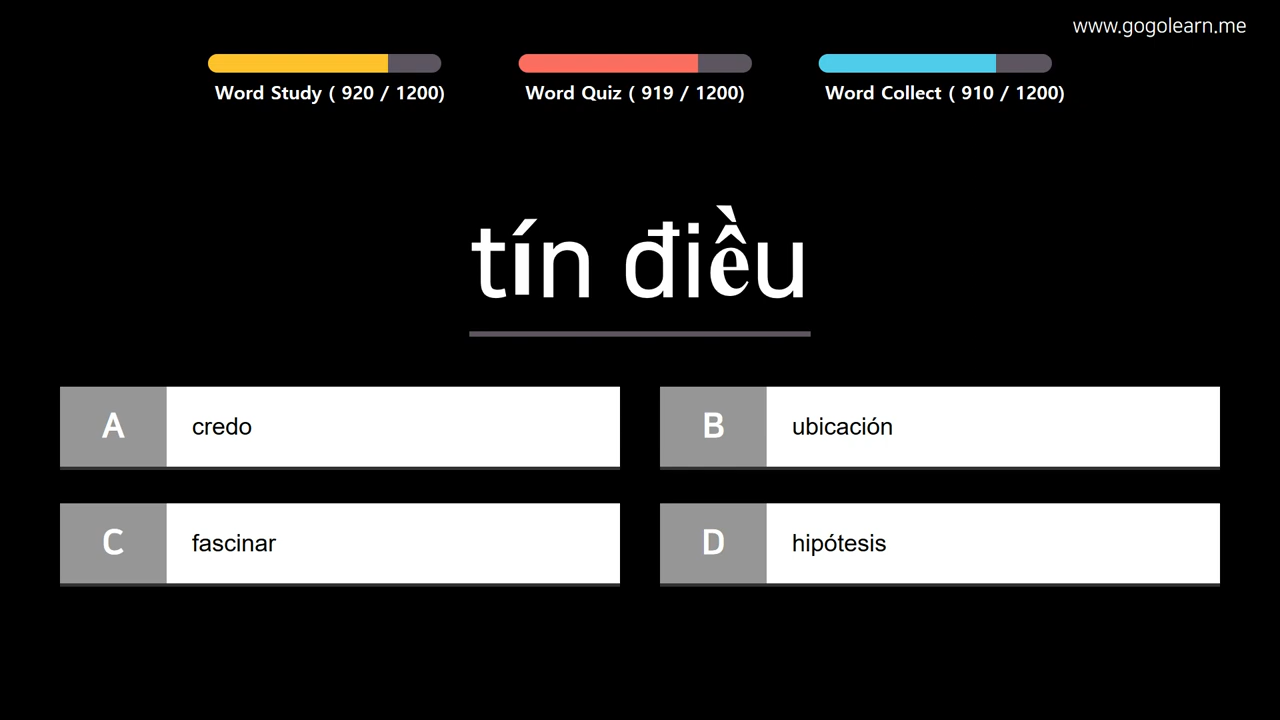 www.gogolearn.me
Word Study ( 920 / 1200)
Word Quiz ( 919 / 1200)
Word Collect ( 910 / 1200)
tín điều
A credo
B ubicación
C fascinar
D hipótesis